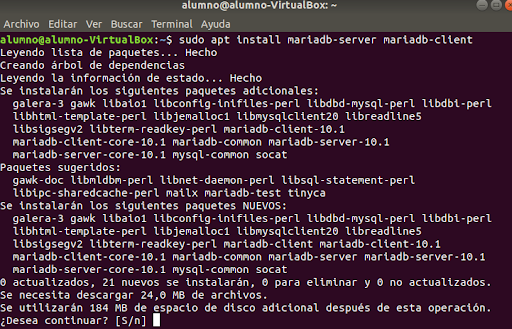 alumno@alumno-VirtualBox: ~
Archivo Editar Ver Buscar Terminal Ayuda
alumno@alumno-VirtualBox:~$ sudo apt install mariadb-server mariadb-client
Leyendo lista de paquetes... Hecho
Creando árbol de dependencias
Leyendo la información de estado... Hecho
Se instalarán los siguientes paquetes adicionales:
galera-3 gawk libaio1 libconfig-inifiles-perl libdbd-mysql-perl libdbi-perl
libhtml-template-perl libjemalloc1 libmysqlclient20 libreadline5
libsigsegv2 libterm-readkey-perl mariadb-client-10.1
mariadb-client-core-10.1 mariadb-common mariadb-server-10.1
mariadb-server-core-10.1 mysql-common socat
Paquetes sugeridos:
gawk-doc libmldbm-perl libnet-daemon-perl libsql-statement-perl
libipc-sharedcache-perl mailx mariadb-test tinyca
Se instalarán los siguientes paquetes NUEVOS:
galera-3 gawk libaio1 libconfig-inifiles-perl libdbd-mysql-perl libdbi-perl
libhtml-template-perl libjemalloc1 libmysqlclient20 libreadline5
libsigsegv2 libterm-readkey-perl mariadb-client mariadb-client-10.1
mariadb-client-core-10.1 mariadb-common mariadb-server mariadb-server-10.1
mariadb-server-core-10.1 mysql-common socat
0 actualizados, 21 nuevos se instalarán, 0 para eliminar y 0 no actualizados.
Se necesita descargar 24,0 MB de archivos.
Se utilizarán 184 MB de espacio de disco adicional después de esta operación.
¿Desea continuar? [S/n]